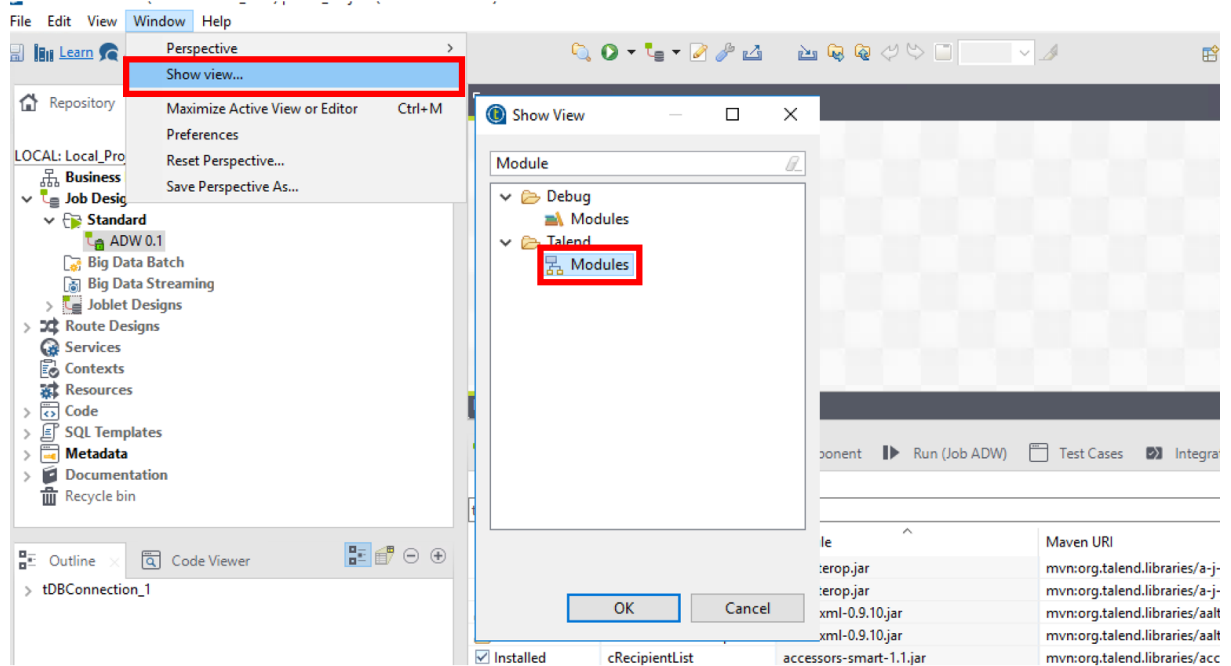 File Edit View Window Help
Learn
Perspective
Show view...
Maximize Active View or Editor Ctrl+M
Preferences
Reset Perspective...
Save Perspective As...
Repository
LOCAL: Local_Pro
Business
Job Desig
Standard
ADW 0.1
Big Data Batch
Big Data Streaming
Joblet Designs
Route Designs
Services
Contexts
Resources
Code
SQL Templates
Metadata
Documentation
Recycle bin
Outline Code Viewer
tDBConnection_1
Show View
Module
Debug
Modules
Talend
Modules
OK Cancel
ponent Run (Job ADW) Test Cases Integra
le Maven URI
terop.jar mvn:org.talend.libraries/a-j-
terop.jar mvn:org.talend.libraries/a-j-
xml-0.9.10.jar mvn:org.talend.libraries/aalt
xml-0.9.10.jar mvn:org.talend.libraries/aalt
Installed cRecipientList accessors-smart-1.1.jar mvn:org.talend.libraries/acc